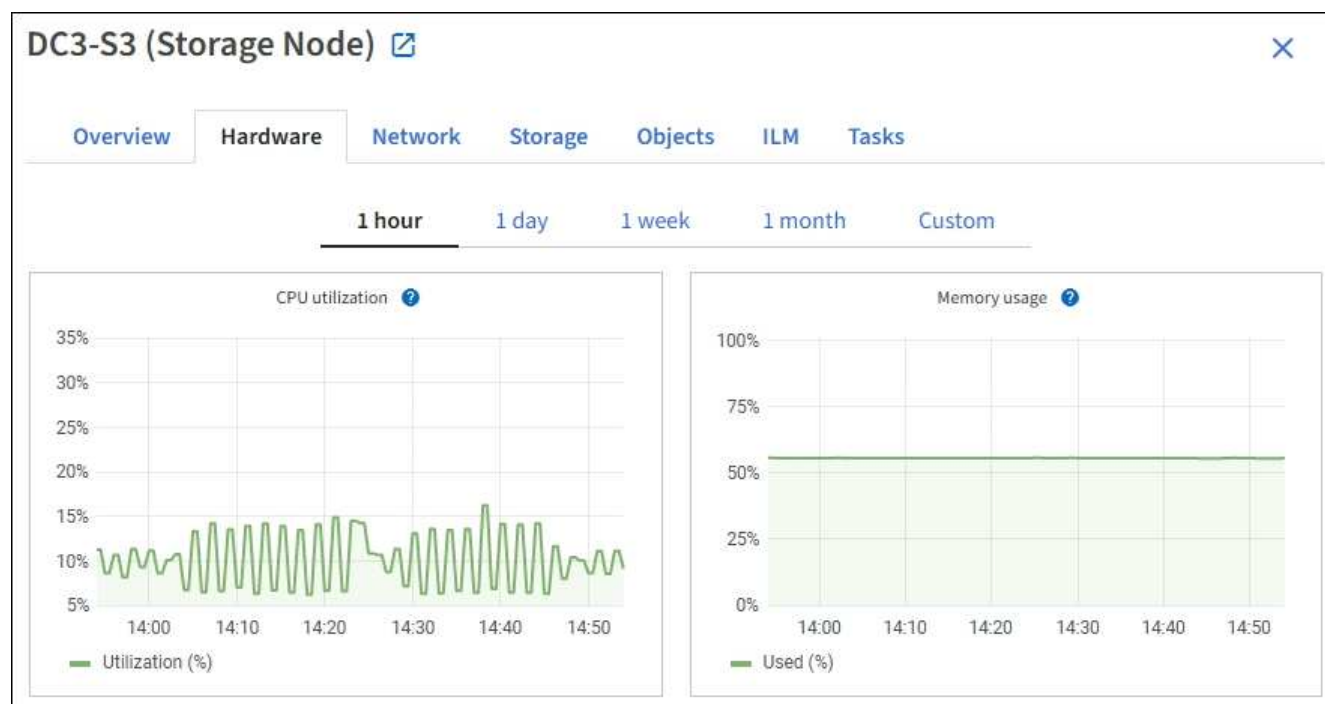 DC3-S3 (Storage Node)
Overview Hardware Network Storage Objects ILM Tasks
1 hour 1 day 1 week 1 month Custom
CPU utilization ?
35%
30%
25%
20%
15%
10%
5%
14:00 14:10 14:20 14:30 14:40 14:50
Utilization (%)
Memory usage ?
100%
75%
50%
25%
0%
14:00 14:10 14:20 14:30 14:40 14:50
Used (%)